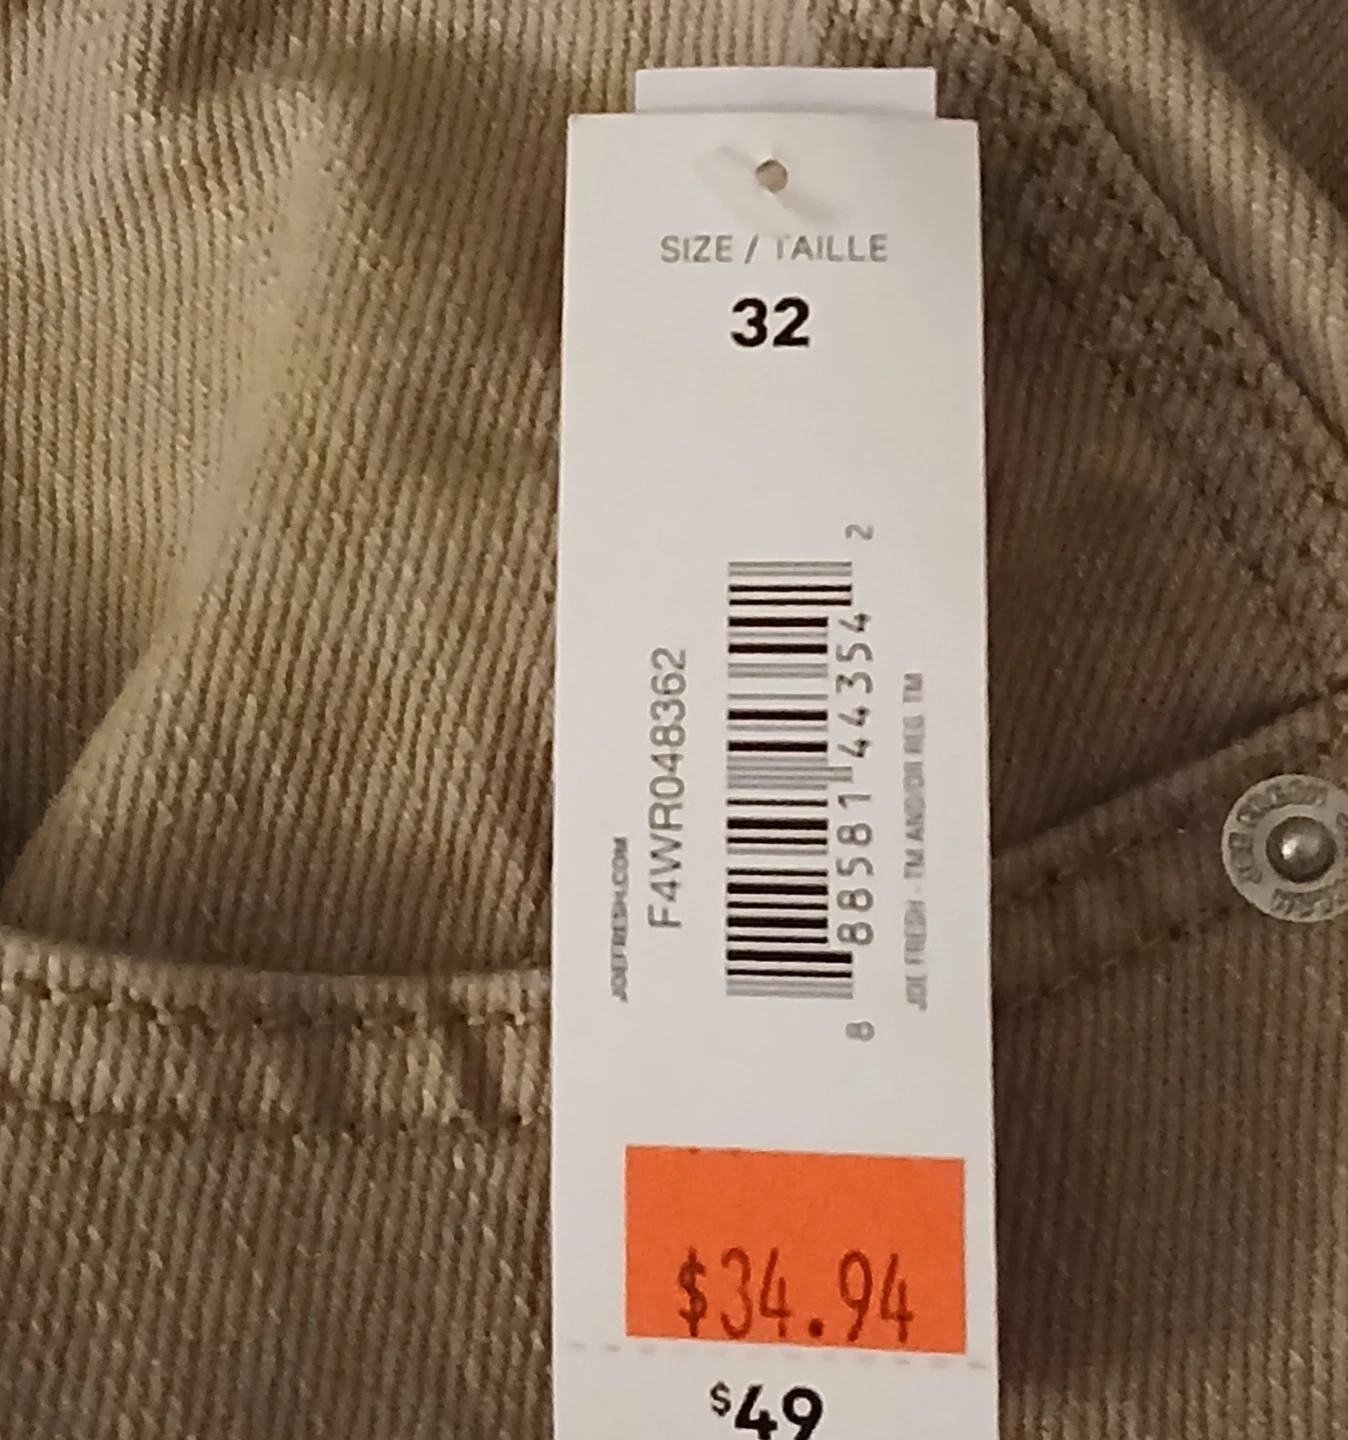 SIZE / TAILLE
32
JOEFRESH.COM
F4WR048362
8 88581 44354 2
JOE FRESH - TM AND/OR REG. TM
$34.94
$49